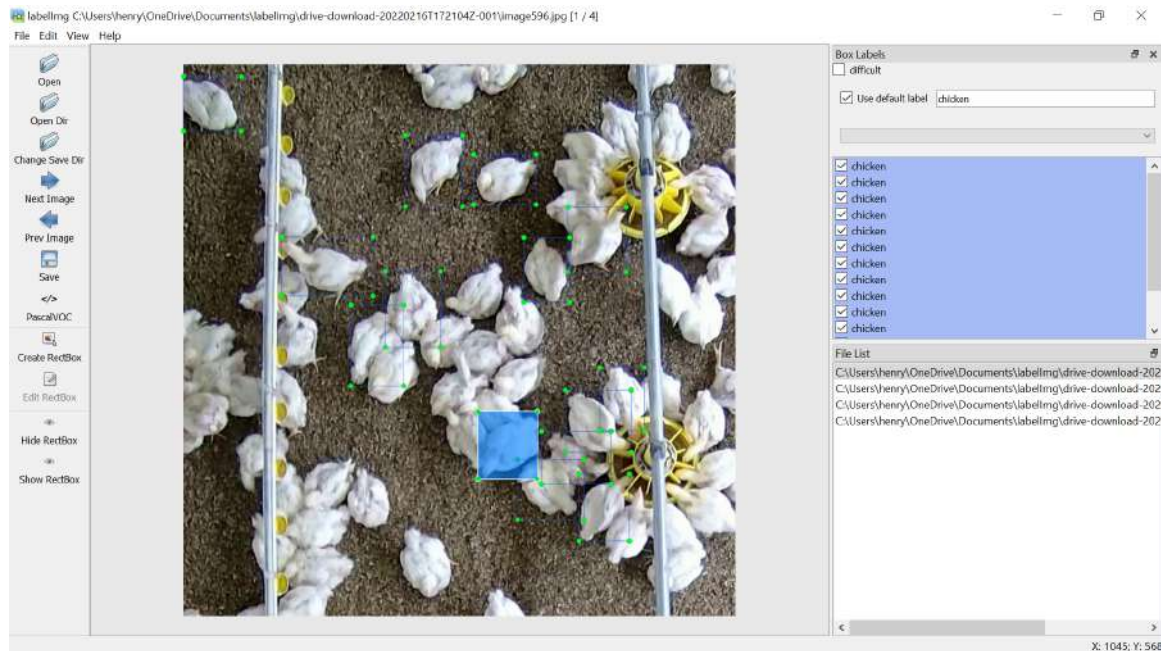 labelImg C:\Users\henry\OneDrive\Documents\labelImg\drive-download-20220216T172104Z-001\image596.jpg [1 / 4]
File Edit View Help
Open
Open Dir
Change Save Dir
Next Image
Prev Image
Save
</>
PascalVOC
Create RectBox
Edit RectBox
Hide RectBox
Show RectBox
Box Labels
difficult
Use default label chicken
chicken
chicken
chicken
chicken
chicken
chicken
chicken
chicken
chicken
chicken
chicken
File List
C:\Users\henry\OneDrive\Documents\labelImg\drive-download-202
C:\Users\henry\OneDrive\Documents\labelImg\drive-download-202
C:\Users\henry\OneDrive\Documents\labelImg\drive-download-202
C:\Users\henry\OneDrive\Documents\labelImg\drive-download-202
X: 1045; Y: 568